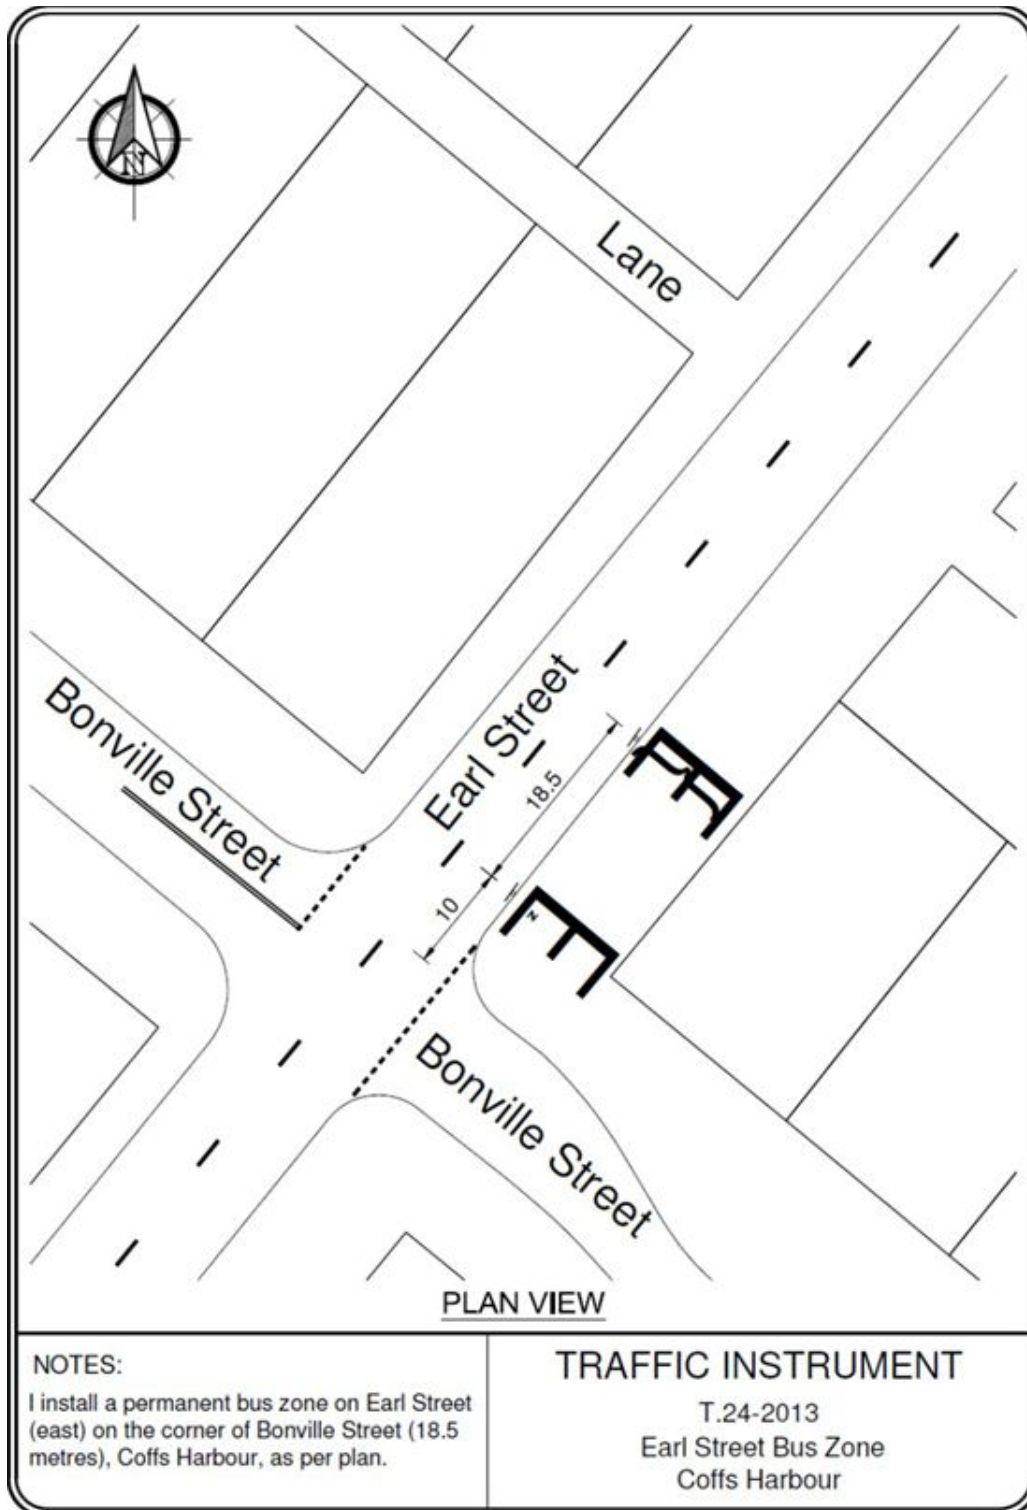 N
Lane
Earl Street
18.5
10
Bonville Street
Bonville Street
PLAN VIEW
NOTES:
I install a permanent bus zone on Earl Street
(east) on the corner of Bonville Street (18.5
metres), Coffs Harbour, as per plan.
TRAFFIC INSTRUMENT
T.24-2013
Earl Street Bus Zone
Coffs Harbour